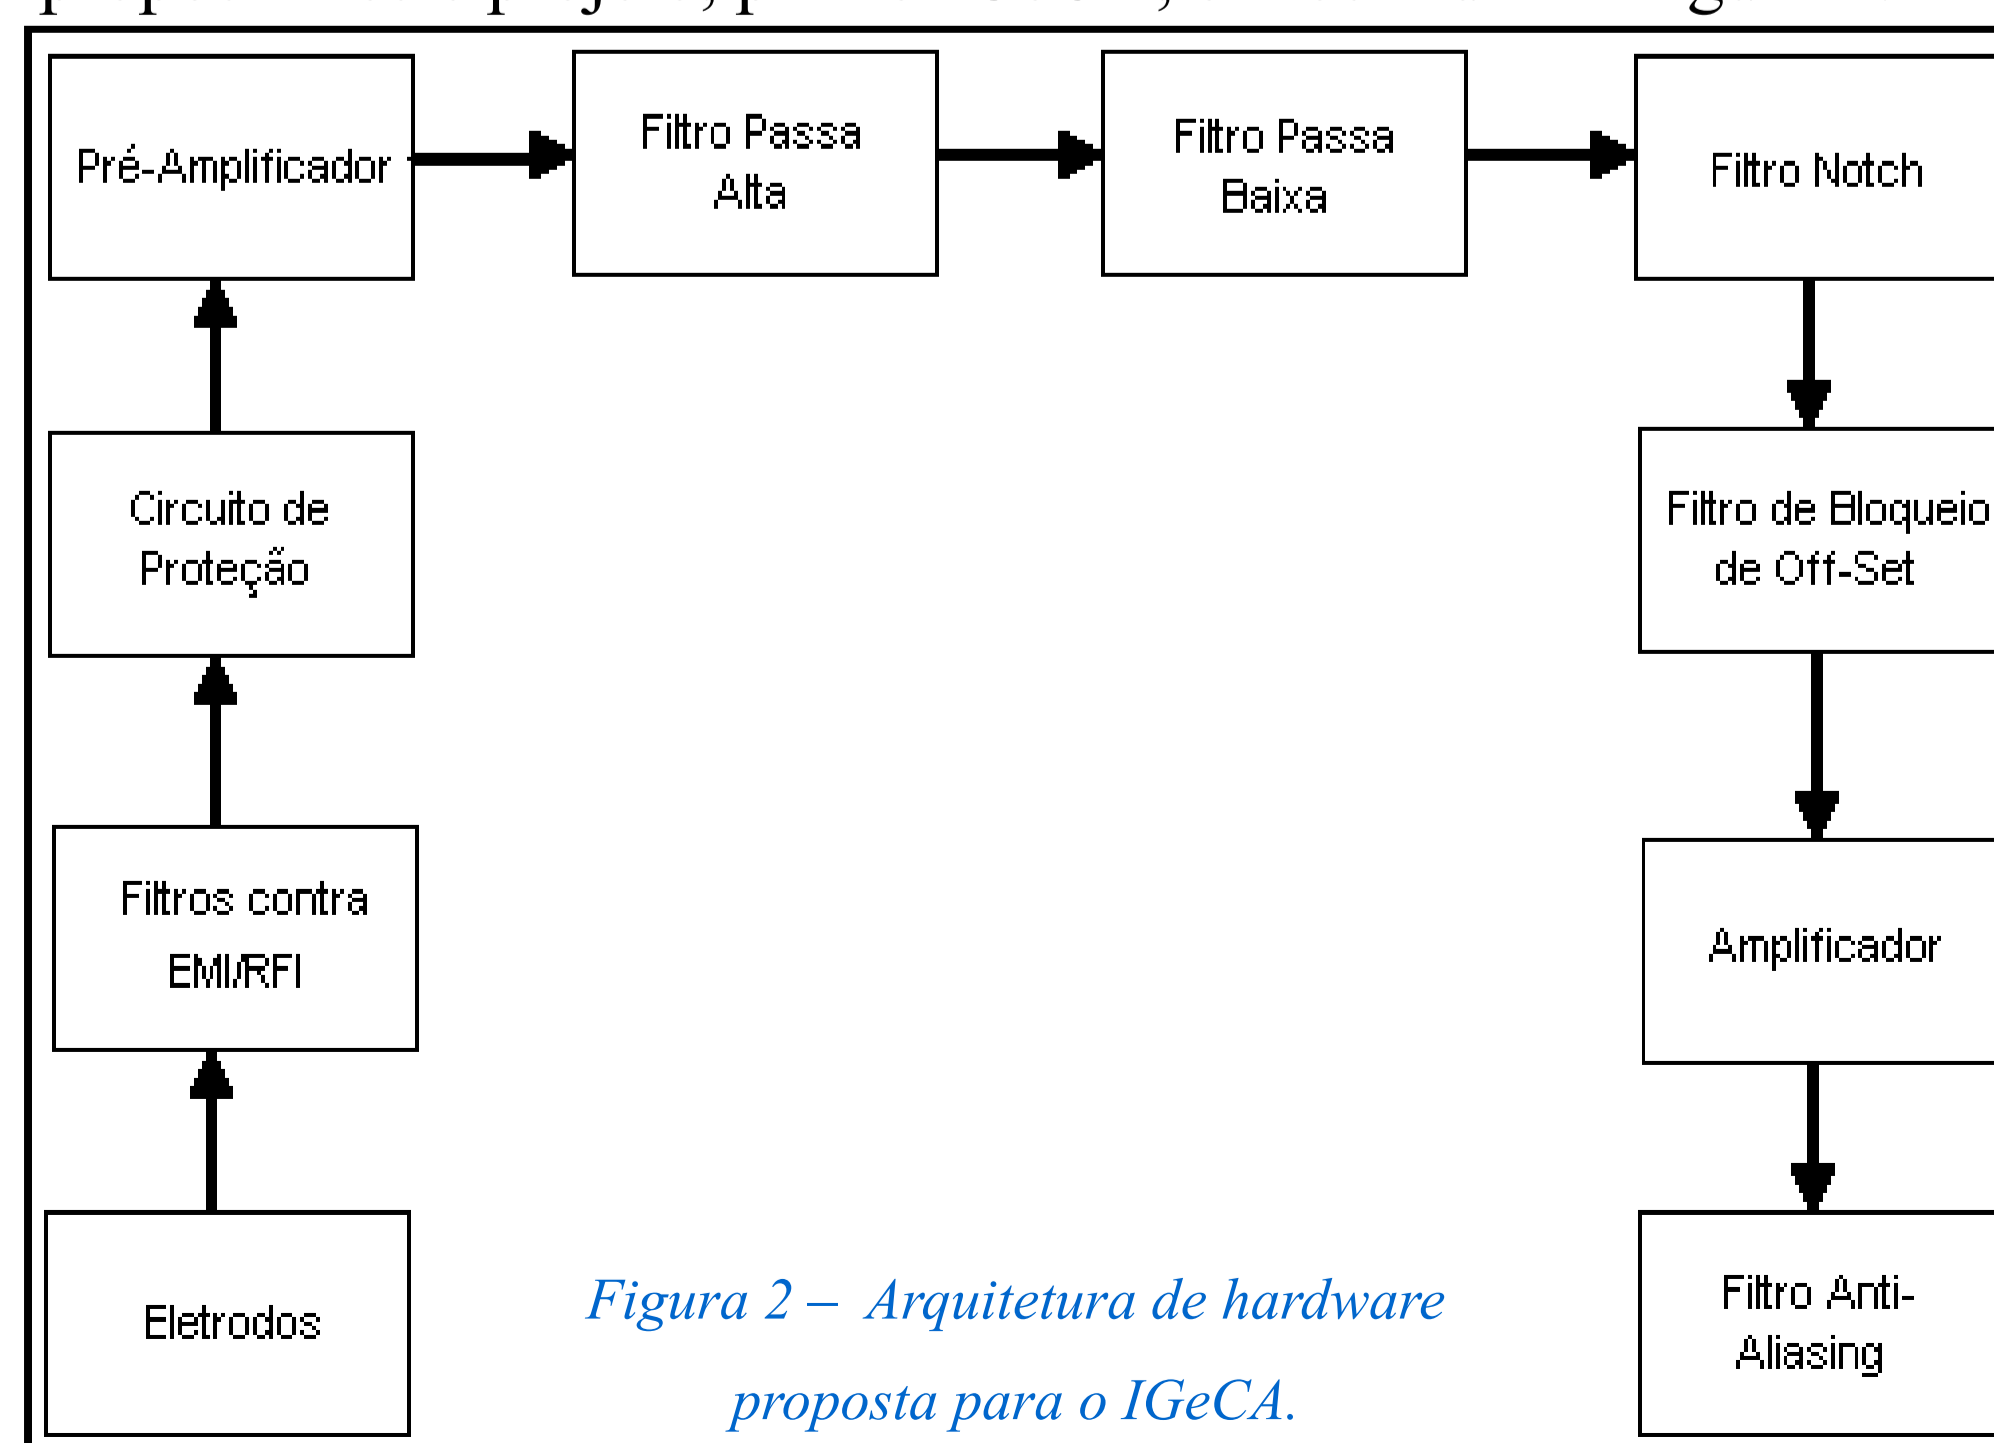 Pré-Amplificador
Filtro Passa
Alta
Filtro Passa
Baixa
Filtro Notch
Circuito de
Proteção
Filtro de Bloqueio
de Off-Set
Filtros contra
EMI/RFI
Amplificador
Eletrodos
Filtro Anti-
Aliasing
Figura 2 – Arquitetura de hardware
proposta para o IGeCA.